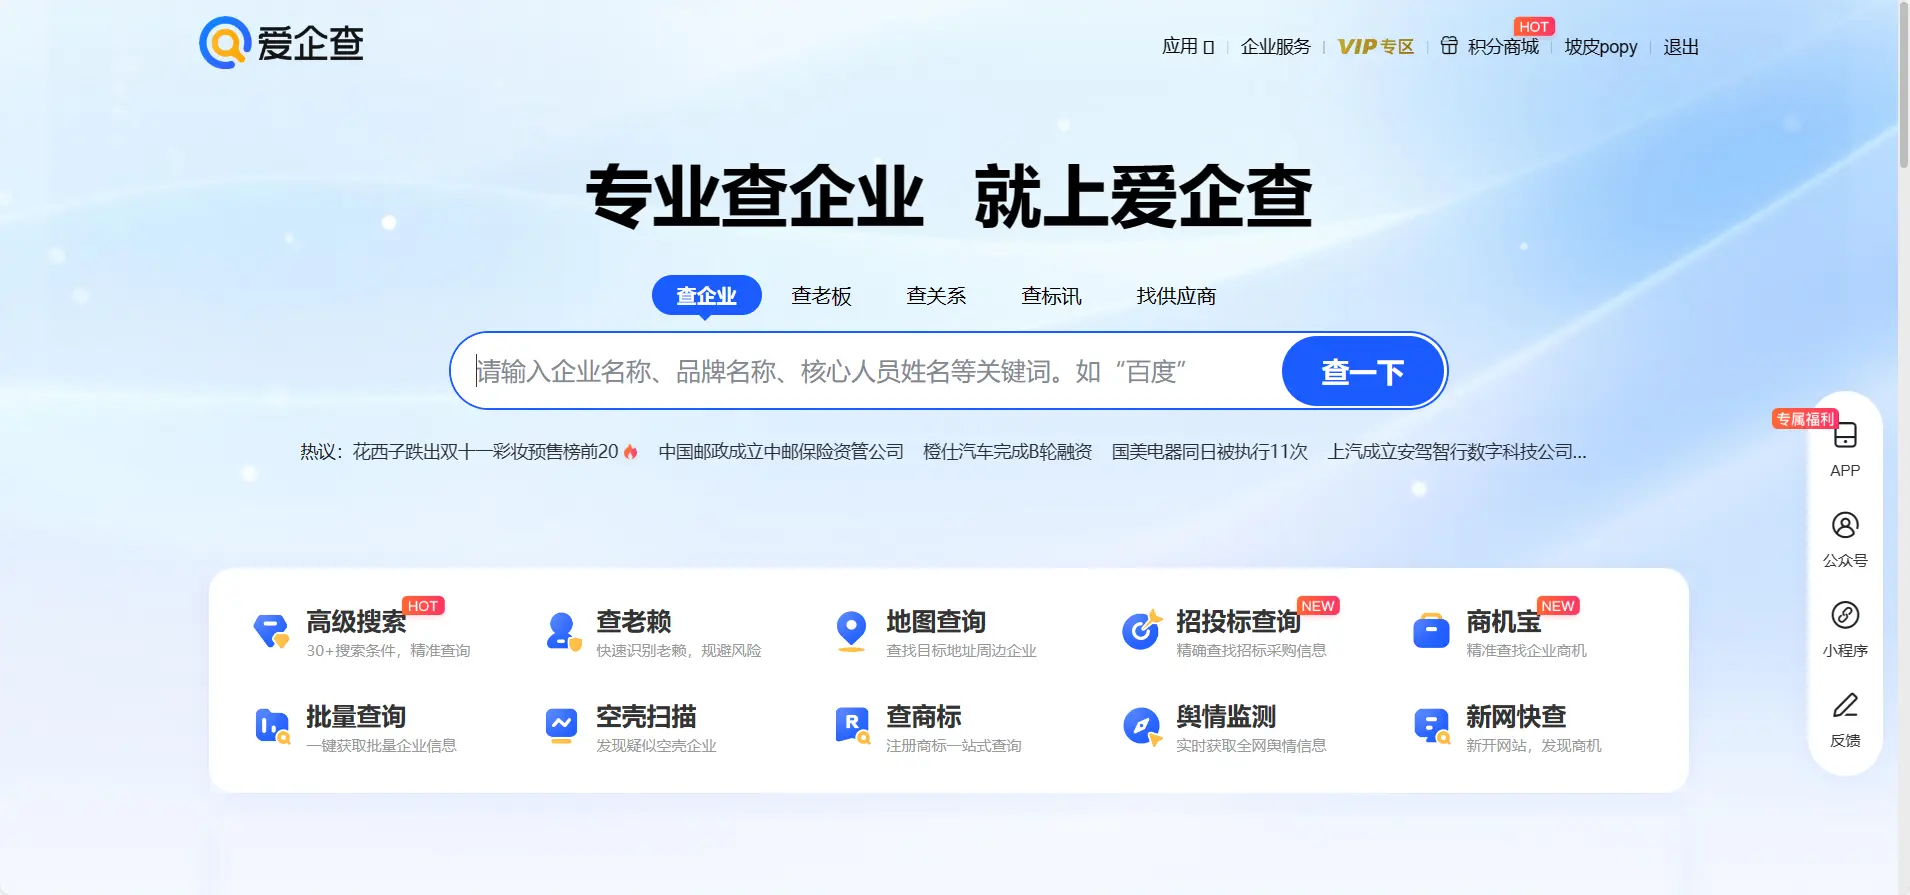 爱企查
应用
企业服务
VIP专区
积分商城
HOT
坡皮popy
退出
专业查企业 就上爱企查
查企业
查老板
查关系
查标讯
找供应商
请输入企业名称、品牌名称、核心人员姓名等关键词。如“百度”
查一下
热议：
花西子跌出双十一彩妆预售榜前20
中国邮政成立中邮保险资管公司
橙仕汽车完成B轮融资
国美电器同日被执行11次
上汽成立安驾智行数字科技公司...
专属福利
APP
公众号
小程序
反馈
高级搜索
HOT
30+搜索条件，精准查询
查老赖
快速识别老赖，规避风险
地图查询
查找目标地址周边企业
招投标查询
NEW
精确查找招标采购信息
商机宝
NEW
精准查找企业商机
批量查询
一键获取批量企业信息
空壳扫描
发现疑似空壳企业
R
查商标
注册商标一站式查询
舆情监测
实时获取全网舆情信息
新网快查
新开网站，发现商机